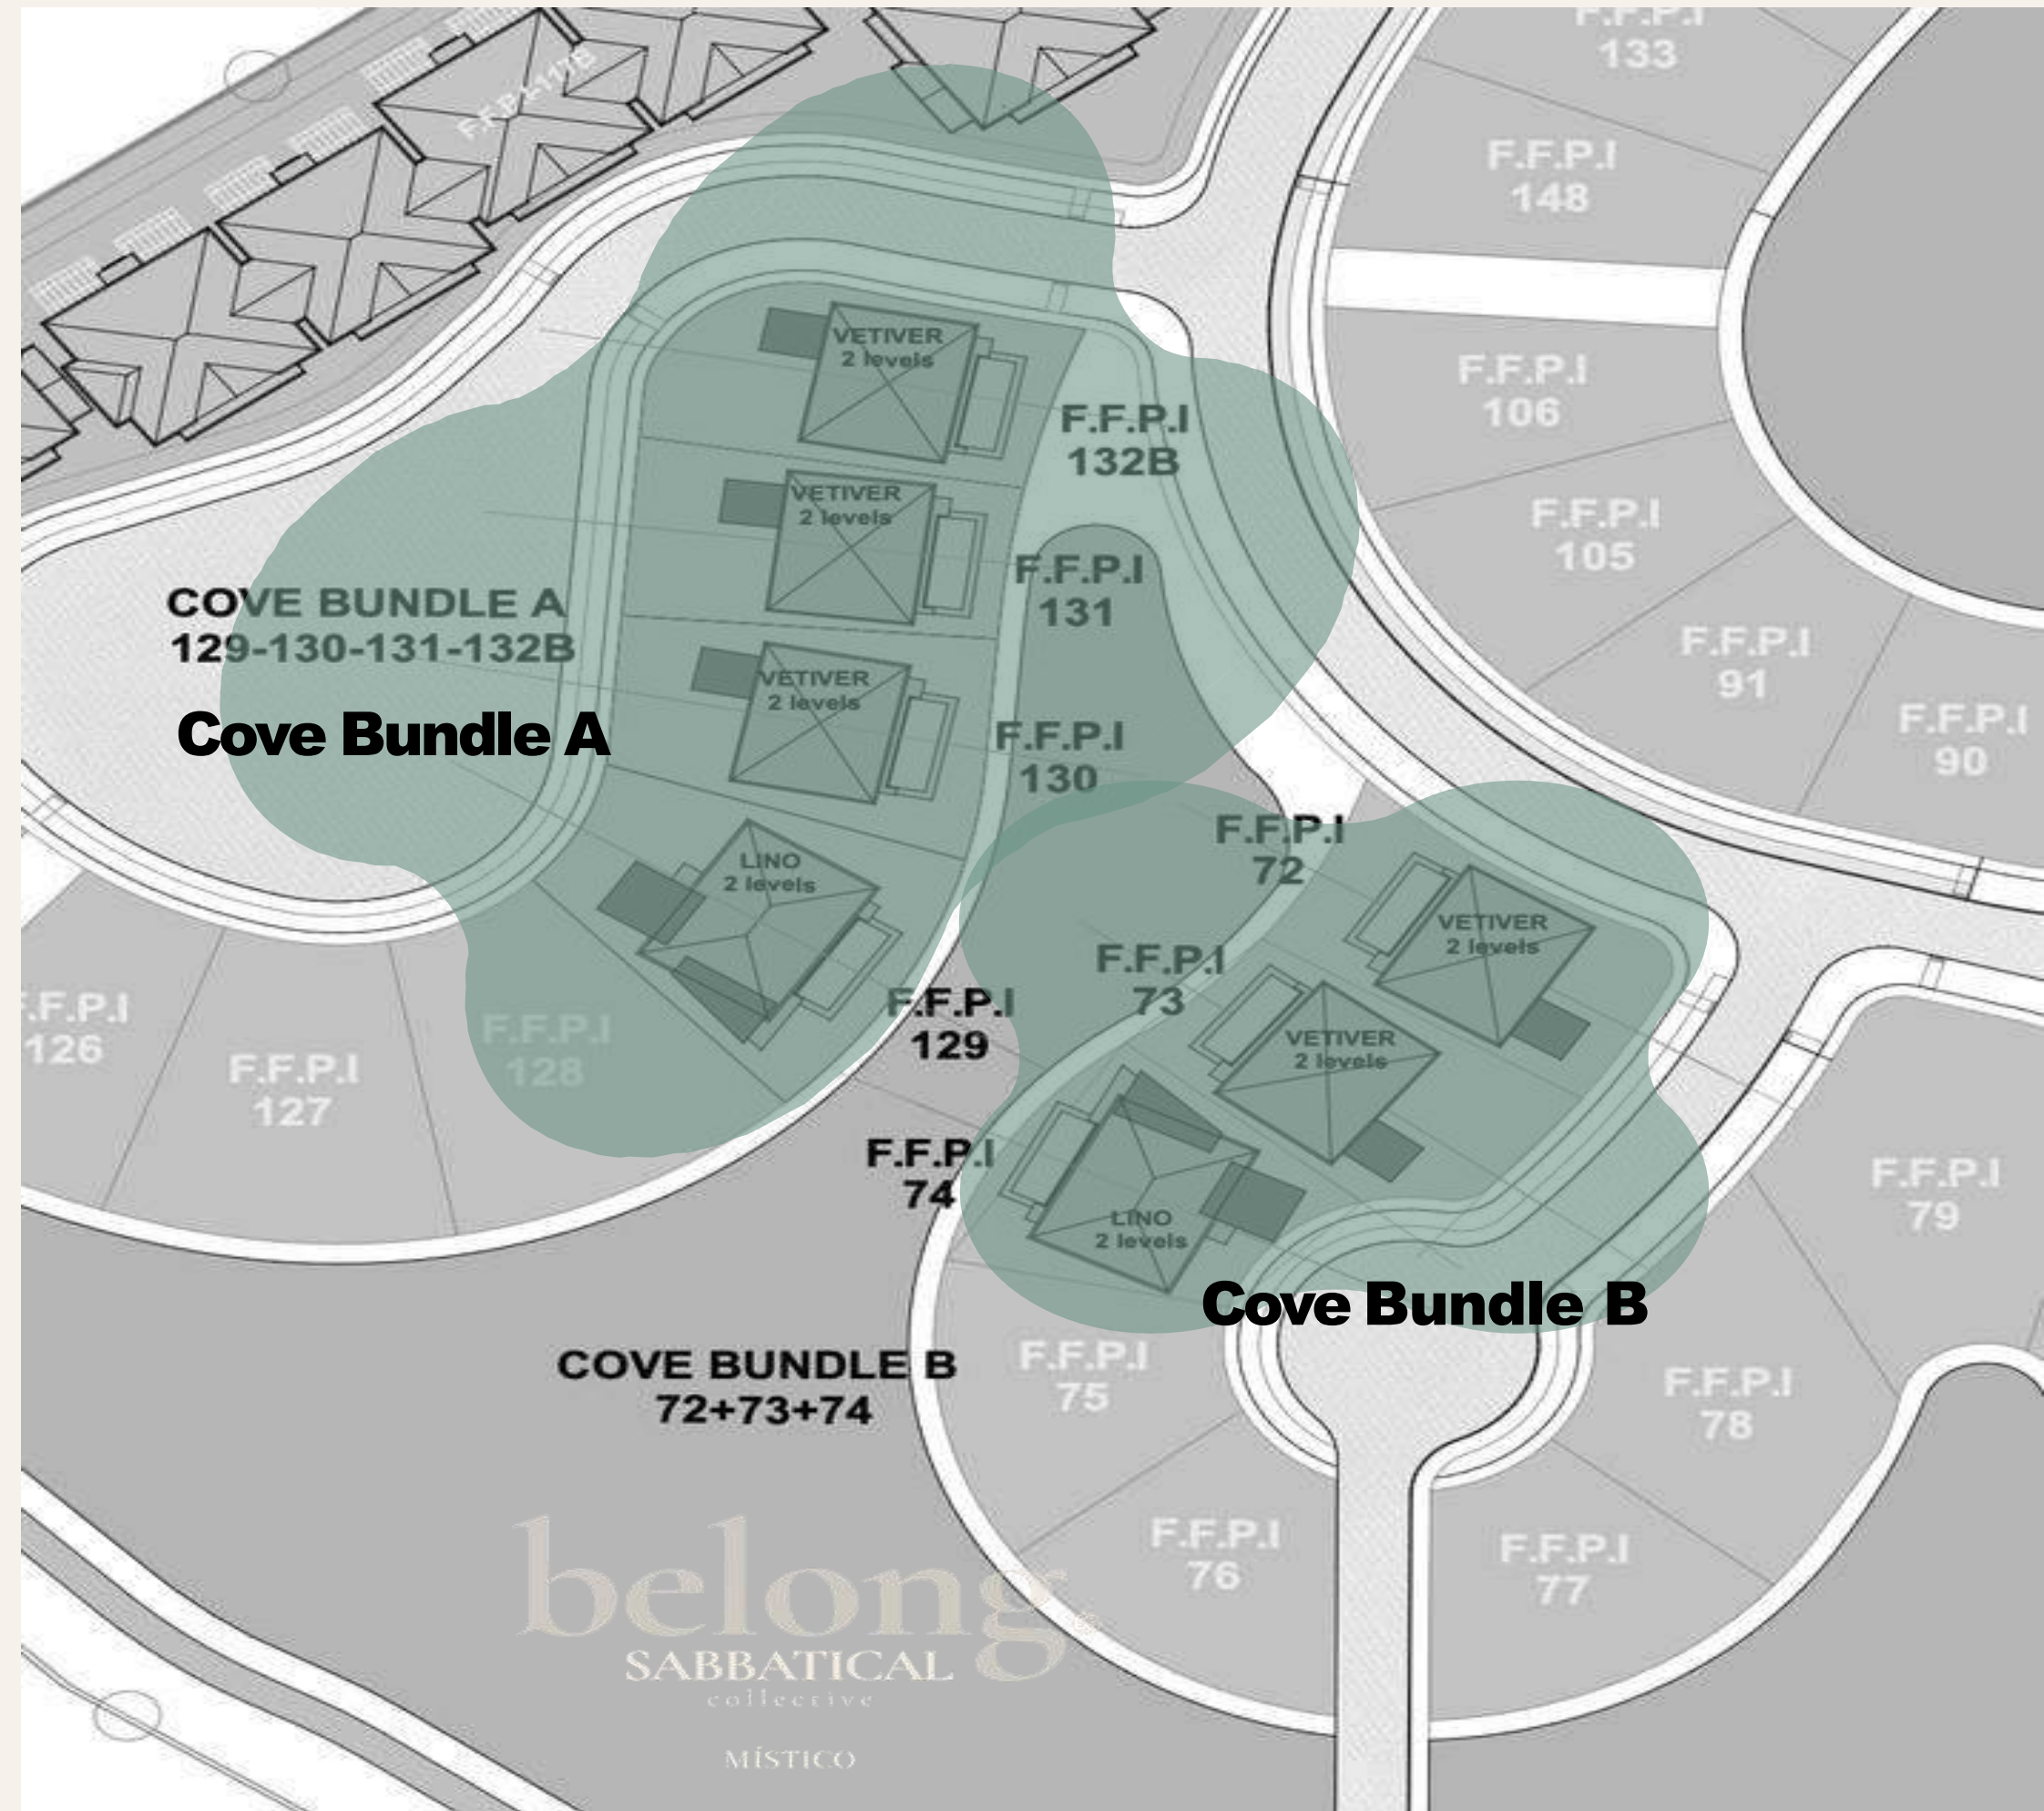 F.F.P.I
133
F.F.P.I-117B
F.F.P.I
148
VETIVER
2 levels
F.F.P.I
106
F.F.P.I
132B
VETIVER
2 levels
F.F.P.I
105
F.F.P.I
131
COVE BUNDLE A
129-130-131-132B
F.F.P.I
91
VETIVER
2 levels
F.F.P.I
90
Cove Bundle A
F.F.P.I
130
F.F.P.I
72
LINO
2 levels
VETIVER
2 levels
F.F.P.I
73
F.F.P.I
126
F.F.P.I
129
F.F.P.I
128
VETIVER
2 levels
F.F.P.I
127
F.F.P.I
74
F.F.P.I
79
LINO
2 levels
Cove Bundle B
COVE BUNDLE B
72+73+74
F.F.P.I
75
F.F.P.I
78
F.F.P.I
76
F.F.P.I
77
belong®
SABBATICAL
collective
MÍSTICO